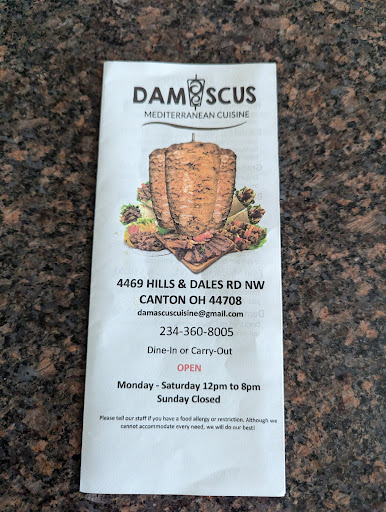 DAMASCUS
MEDITERRANEAN CUISINE
4469 HILLS & DALES RD NW
CANTON OH 44708
damascuscuisine@gmail.com
234-360-8005
Dine-In or Carry-Out
OPEN
Monday - Saturday 12pm to 8pm
Sunday Closed
Please tell our staff if you have a food allergy or restriction. Although we
cannot accommodate every need, we will do our best!